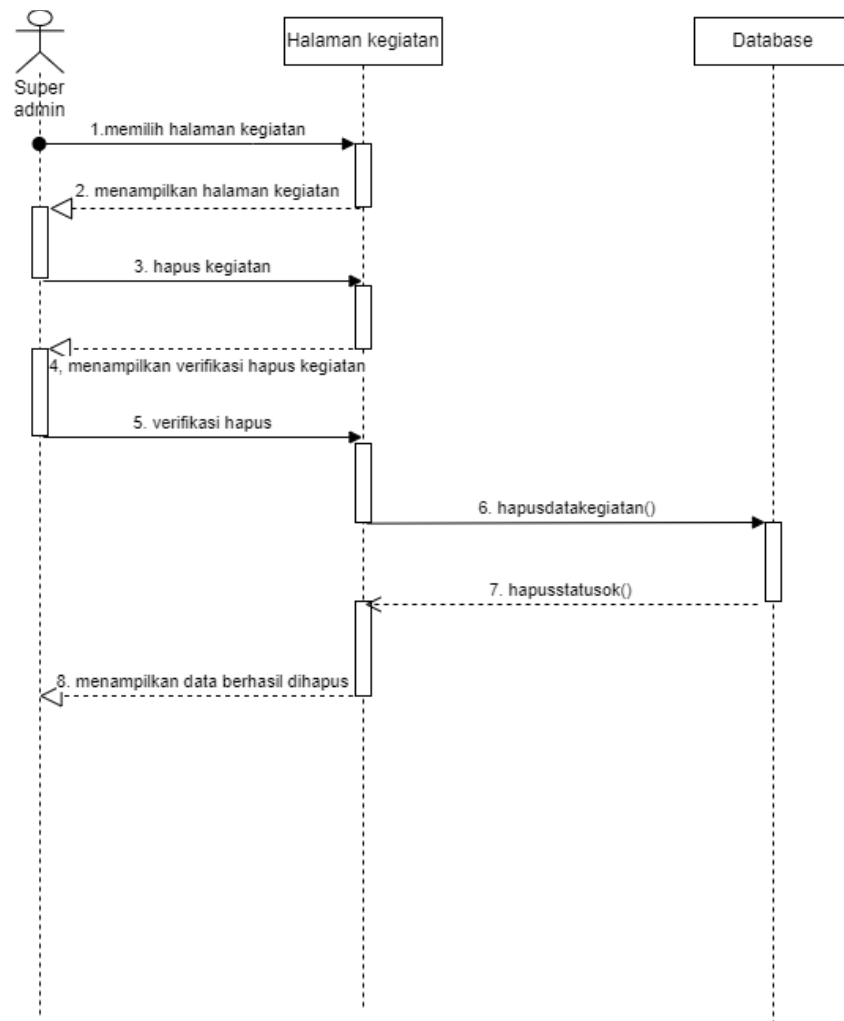 Halaman kegiatan
Database
Super
admin
1.memilih halaman kegiatan
2. menampilkan halaman kegiatan
3. hapus kegiatan
4, menampilkan verifikasi hapus kegiatan
5. verifikasi hapus
6. hapusdatakegiatan()
7. hapusstatusok()
8. menampilkan data berhasil dihapus